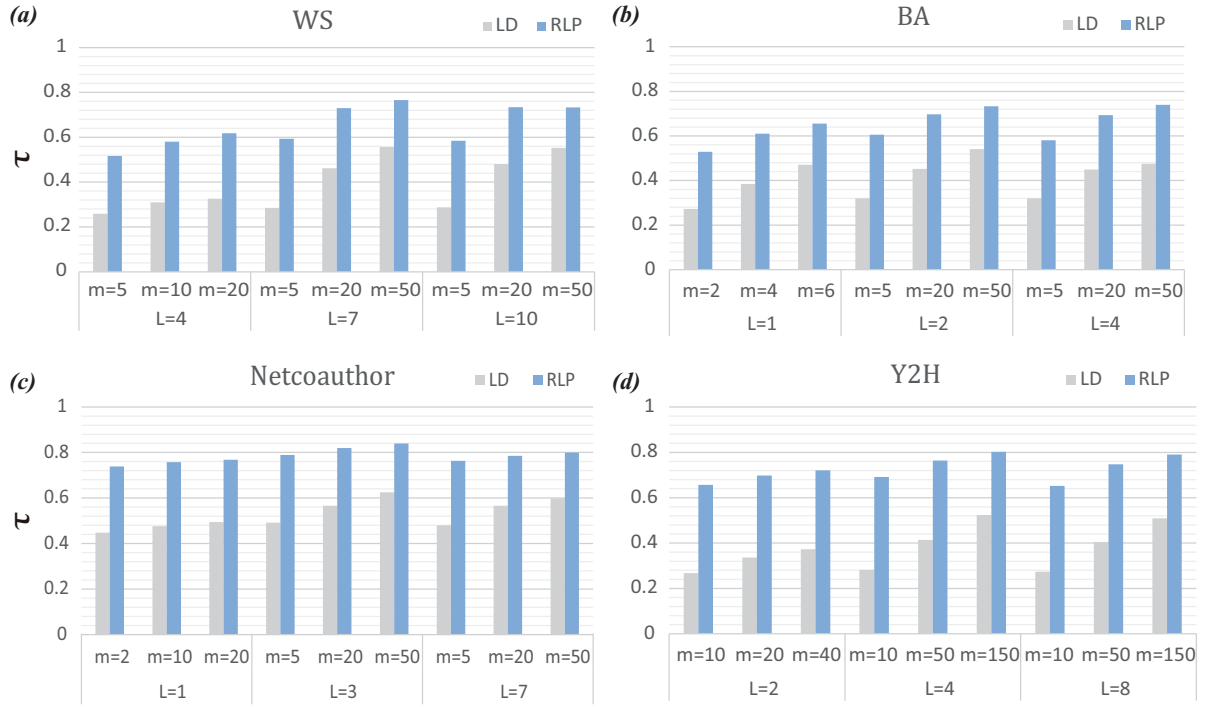 (a) WS
LD RLP
1
0.8
0.6
0.4
0.2
0
τ
m=5 m=10 m=20 m=5 m=20 m=50 m=5 m=20 m=50
L=4 L=7 L=10
(b) BA
LD RLP
1
0.8
0.6
0.4
0.2
0
m=2 m=4 m=6 m=5 m=20 m=50 m=5 m=20 m=50
L=1 L=2 L=4
(c) Netcoauthor
LD RLP
1
0.8
0.6
0.4
0.2
0
τ
m=2 m=10 m=20 m=5 m=20 m=50 m=5 m=20 m=50
L=1 L=3 L=7
(d) Y2H
LD RLP
1
0.8
0.6
0.4
0.2
0
m=10 m=20 m=40 m=10 m=50 m=150 m=10 m=50 m=150
L=2 L=4 L=8